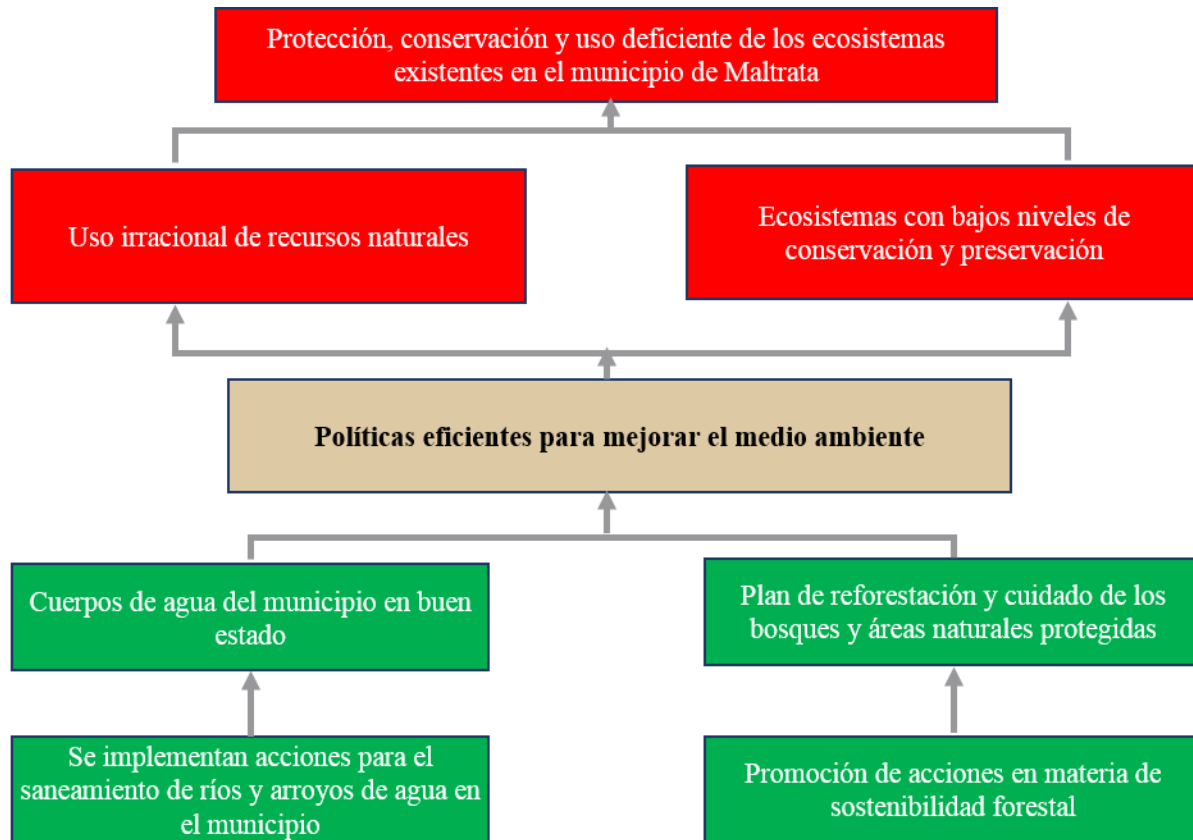 Protección, conservación y uso deficiente de los ecosistemas
existentes en el municipio de Maltrata
Uso irracional de recursos naturales
Ecosistemas con bajos niveles de
conservación y preservación
Políticas eficientes para mejorar el medio ambiente
Cuerpos de agua del municipio en buen
estado
Plan de reforestación y cuidado de los
bosques y áreas naturales protegidas
Se implementan acciones para el
saneamiento de ríos y arroyos de agua en
el municipio
Promoción de acciones en materia de
sostenibilidad forestal